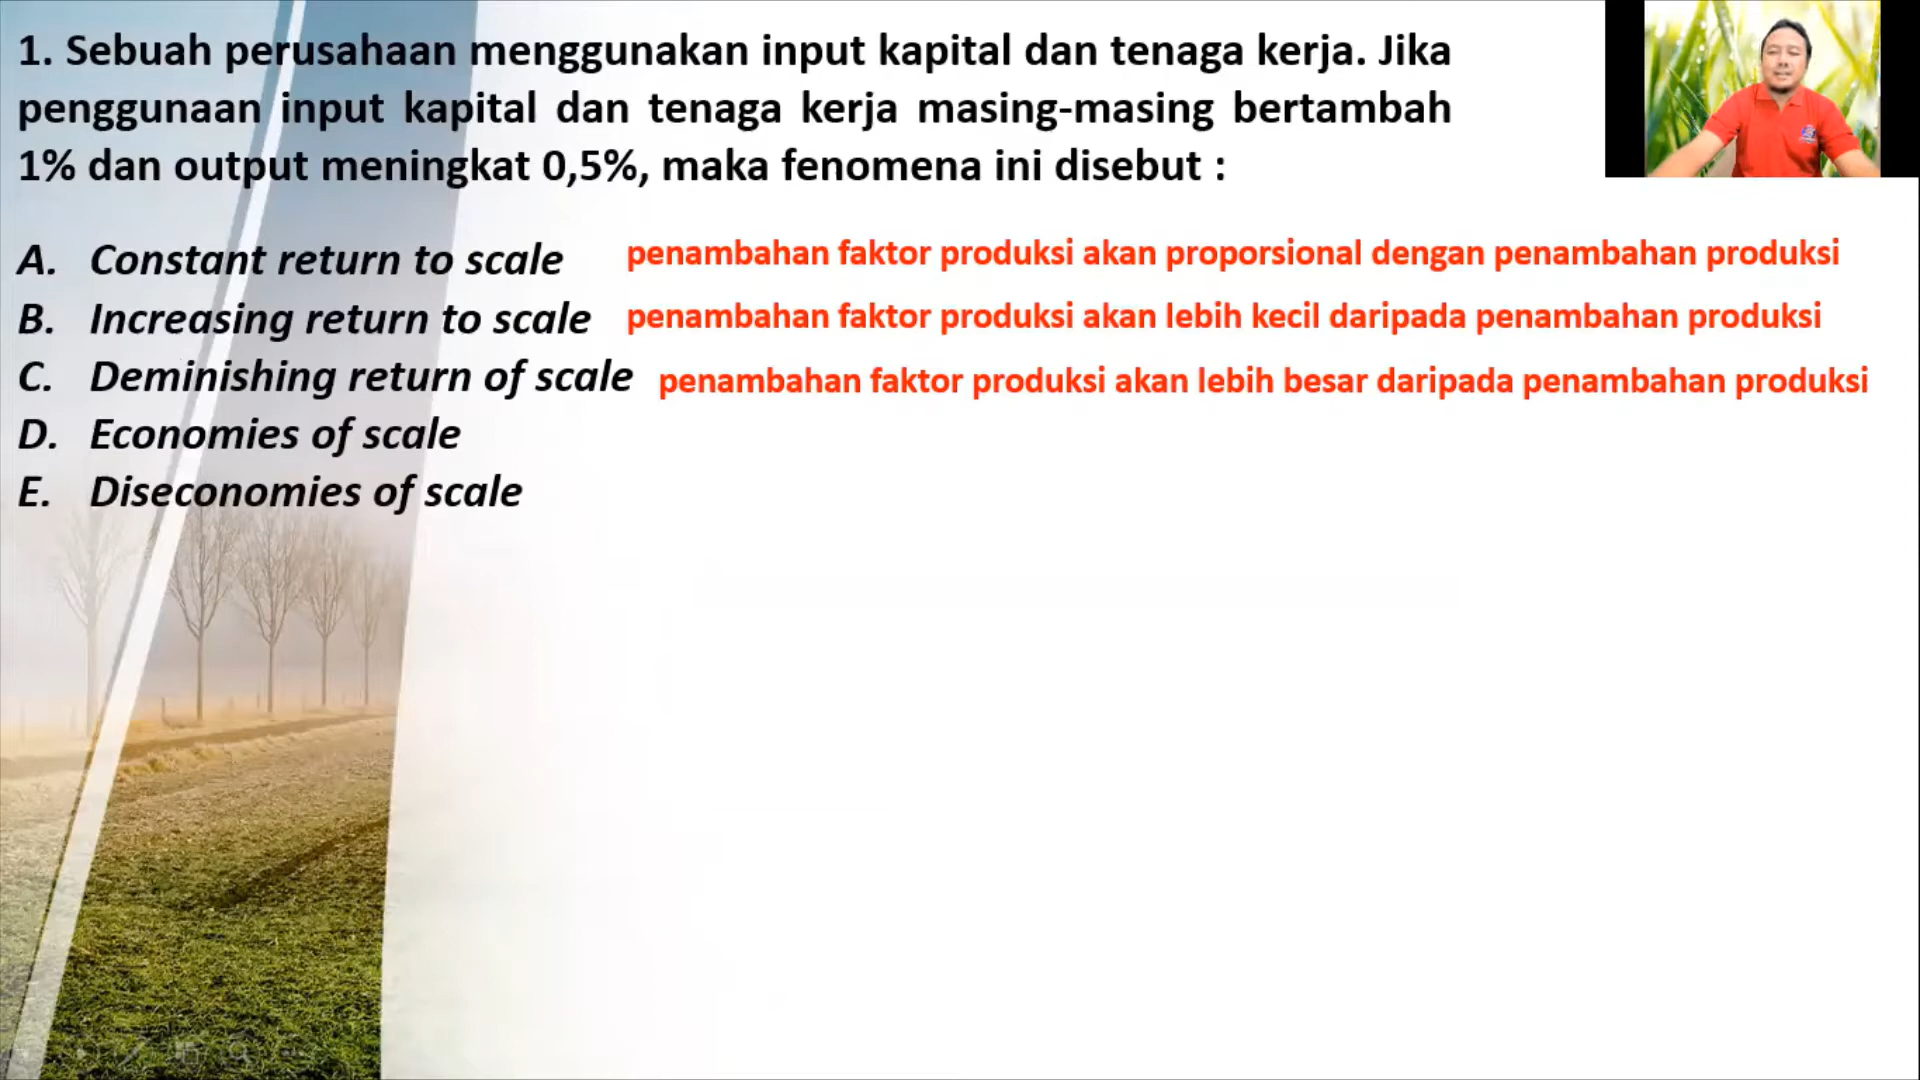 1. Sebuah perusahaan menggunakan input kapital dan tenaga kerja. Jika
penggunaan input kapital dan tenaga kerja masing-masing bertambah
1% dan output meningkat 0,5%, maka fenomena ini disebut :
A. Constant return to scale penambahan faktor produksi akan proporsional dengan penambahan produksi
B. Increasing return to scale penambahan faktor produksi akan lebih kecil daripada penambahan produksi
C. Deminishing return of scale penambahan faktor produksi akan lebih besar daripada penambahan produksi
D. Economies of scale
E. Diseconomies of scale